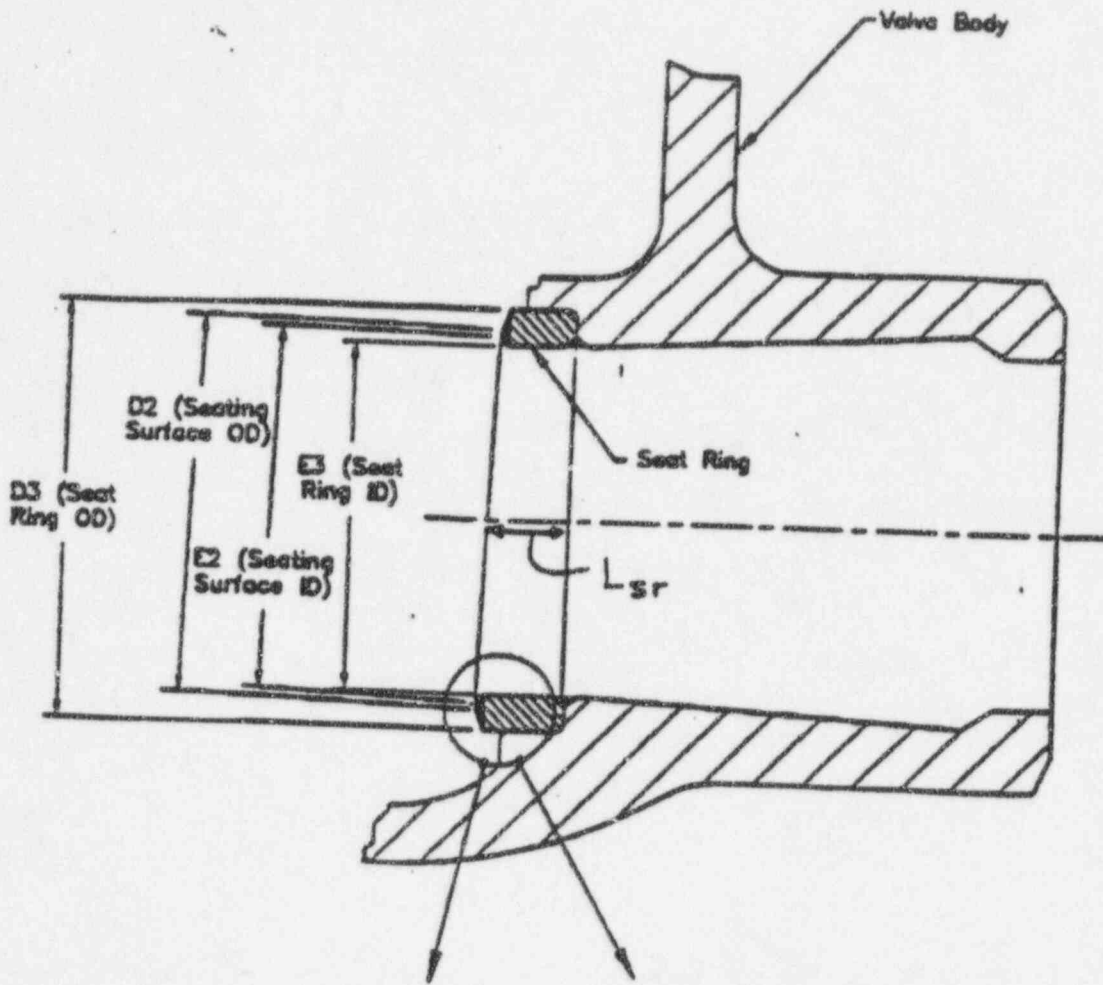 Valve Body
D2 (Seating
Surface OD)
E3 (Seat
Ring ID)
Seat Ring
D3 (Seat
Ring OD)
E2 (Seating
Surface ID)
Lsr